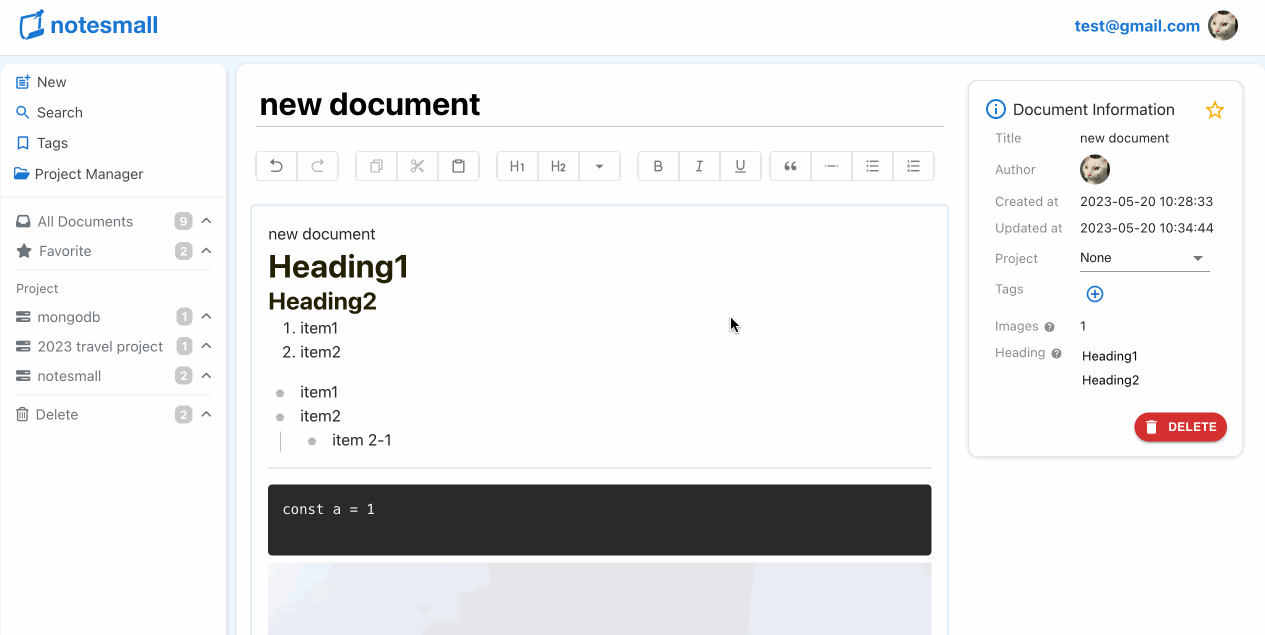 notesmall
test@gmail.com
New
Search
Tags
Project Manager
All Documents 9
Favorite 2
Project
mongodb 1
2023 travel project 1
notesmall 2
Delete 2
new document
H1 H2 B I U
new document
Heading1
Heading2
1. item1
2. item2
item1
item2
item 2-1
const a = 1
Document Information
Title new document
Author
Created at 2023-05-20 10:28:33
Updated at 2023-05-20 10:34:44
Project None
Tags
Images ? 1
Heading ? Heading1
Heading2
DELETE